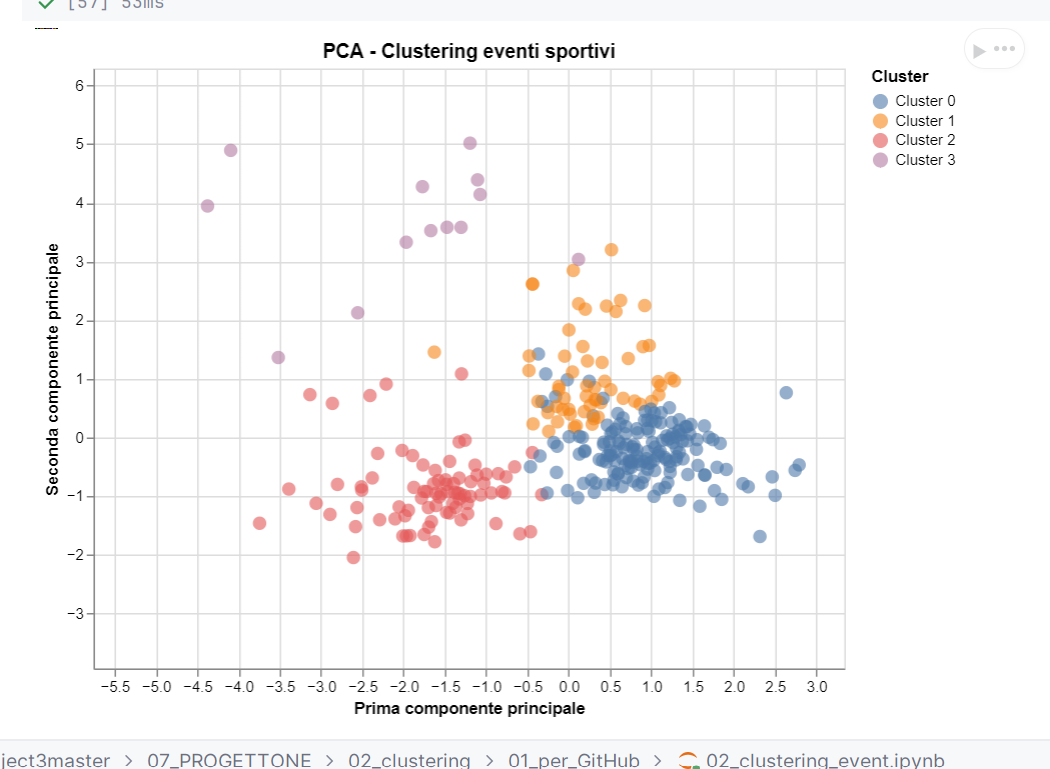 [57] 53ms
PCA - Clustering eventi sportivi
Cluster
Cluster 0
Cluster 1
Cluster 2
Cluster 3
Seconda componente principale
6
5
4
3
2
1
0
−1
−2
−3
−5.5 −5.0 −4.5 −4.0 −3.5 −3.0 −2.5 −2.0 −1.5 −1.0 −0.5 0.0 0.5 1.0 1.5 2.0 2.5 3.0
Prima componente principale
ject3master > 07_PROGETTONE > 02_clustering > 01_per_GitHub > 02_clustering_event.ipynb